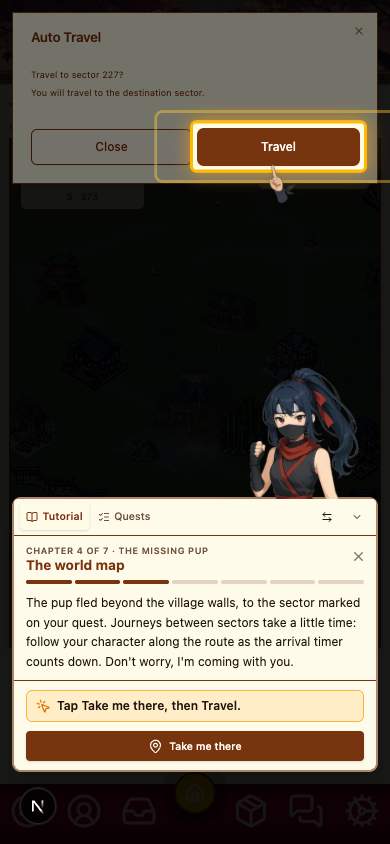 Auto Travel
Travel to sector 227?
You will travel to the destination sector.
Close
Travel
Tutorial
Quests
CHAPTER 4 OF 7 · THE MISSING PUP
The world map
The pup fled beyond the village walls, to the sector marked
on your quest. Journeys between sectors take a little time:
follow your character along the route as the arrival timer
counts down. Don't worry, I'm coming with you.
Tap Take me there, then Travel.
Take me there
N